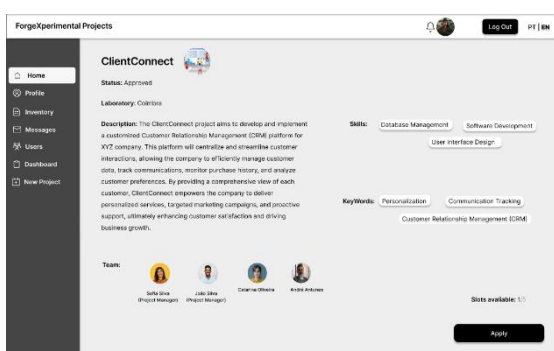 ForgeXperimental Projects
Log Out
PT | EN
Home
Profile
Inventory
Messages
Users
Dashboard
New Project
ClientConnect
Status: Approved
Laboratory: Coimbra
Description: The ClientConnect project aims to develop and implement
a customized Customer Relationship Management (CRM) platform for
XYZ company. This platform will centralize and streamline customer
interactions, allowing the company to efficiently manage customer
data, track communications, monitor purchase history, and analyze
customer preferences. By providing a comprehensive view of each
customer, ClientConnect empowers the company to deliver
personalized services, targeted marketing campaigns, and proactive
support, ultimately enhancing customer satisfaction and driving
business growth.
Skills:
Database Management
Software Development
User Interface Design
KeyWords:
Personalization
Communication Tracking
Customer Relationship Management (CRM)
Team:
Sofia Silva
(Project Manager)
João Silva
(Project Manager)
Catarina Oliveira
André Antunes
Slots avaliable: 1/5
Apply